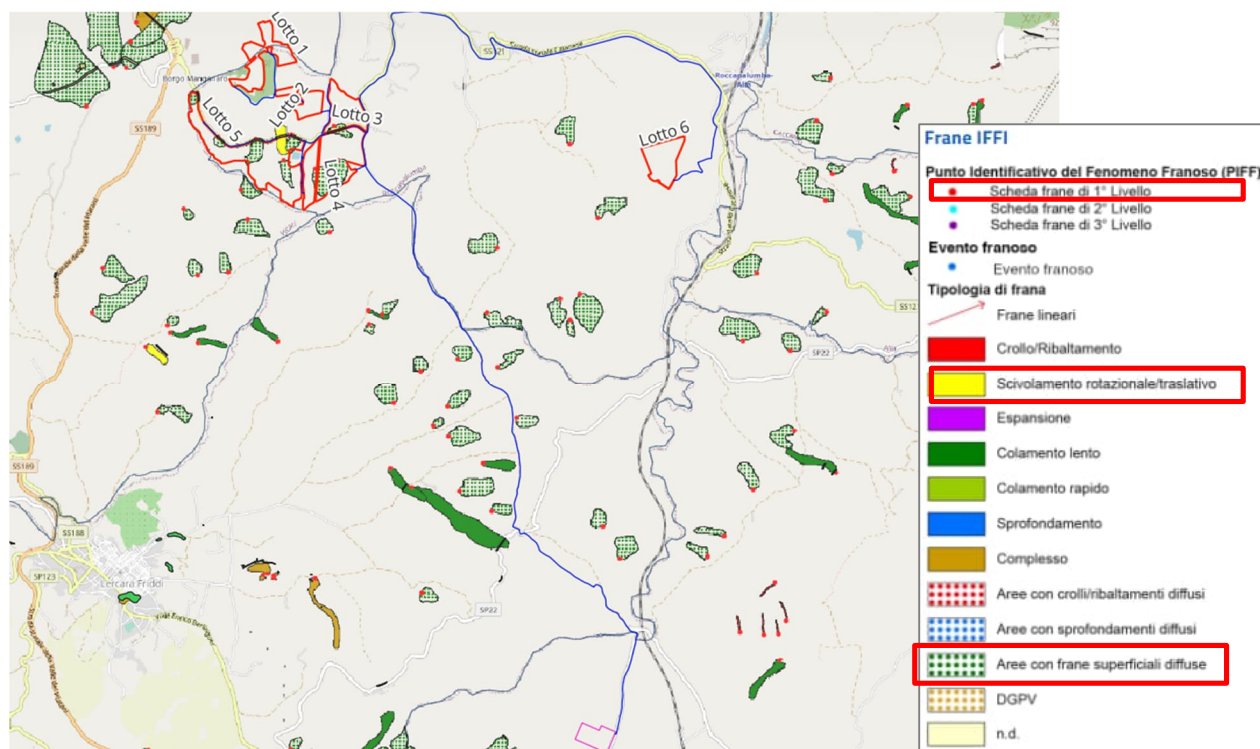 Lotto 1
Borgo Manganaro
Lotto 2
Lotto 5
Lotto 3
Lotto 4
Lotto 6
SS189
SS121
Roccapalumba-
Alia
SS12
SP22
SS189
SS188
SP123
Lercara Friddi
SP22
Frane IFFI
Punto Identificativo del Fenomeno Franoso (PIFF)
Scheda frane di 1° Livello
Scheda frane di 2° Livello
Scheda frane di 3° Livello
Evento franoso
Evento franoso
Tipologia di frana
Frane lineari
Crollo/Ribaltamento
Scivolamento rotazionale/traslativo
Espansione
Colamento lento
Colamento rapido
Sprofondamento
Complesso
Aree con crolli/ribaltamenti diffusi
Aree con sprofondamenti diffusi
Aree con frane superficiali diffuse
DGPV
n.d.